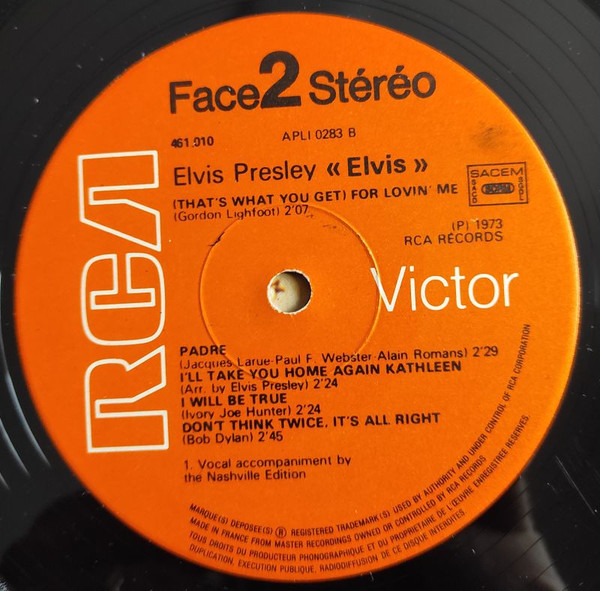 Face 2 Stéréo
461.010 APLI 0283 B
Elvis Presley « Elvis »
(THAT'S WHAT YOU GET) FOR LOVIN' ME
(Gordon Lightfoot) 2'07
SACEM
(P) 1973
RCA RECORDS
RCA
Victor
PADRE
(Jacques Larue-Paul F. Webster-Alain Romans) 2'29
I'LL TAKE YOU HOME AGAIN KATHLEEN
(Arr. by Elvis Presley) 2'24
I WILL BE TRUE
(Ivory Joe Hunter) 2'24
DON'T THINK TWICE, IT'S ALL RIGHT
(Bob Dylan) 2'45
1. Vocal accompaniment by
the Nashville Edition
MARQUE(S) DEPOSEE(S) ® REGISTERED TRADEMARK(S) USED BY AUTHORITY AND UNDER CONTROL OF RCA CORPORATION
MADE IN FRANCE FROM MASTER RECORDINGS OWNED OR CONTROLLED BY RCA RECORDS
TOUS DROITS DU PRODUCTEUR PHONOGRAPHIQUE ET DU PROPRIETAIRE DE L'ŒUVRE ENREGISTREE RESERVES.
DUPLICATION, EXECUTION PUBLIQUE, RADIODIFFUSION DE CE DISQUE INTERDITES